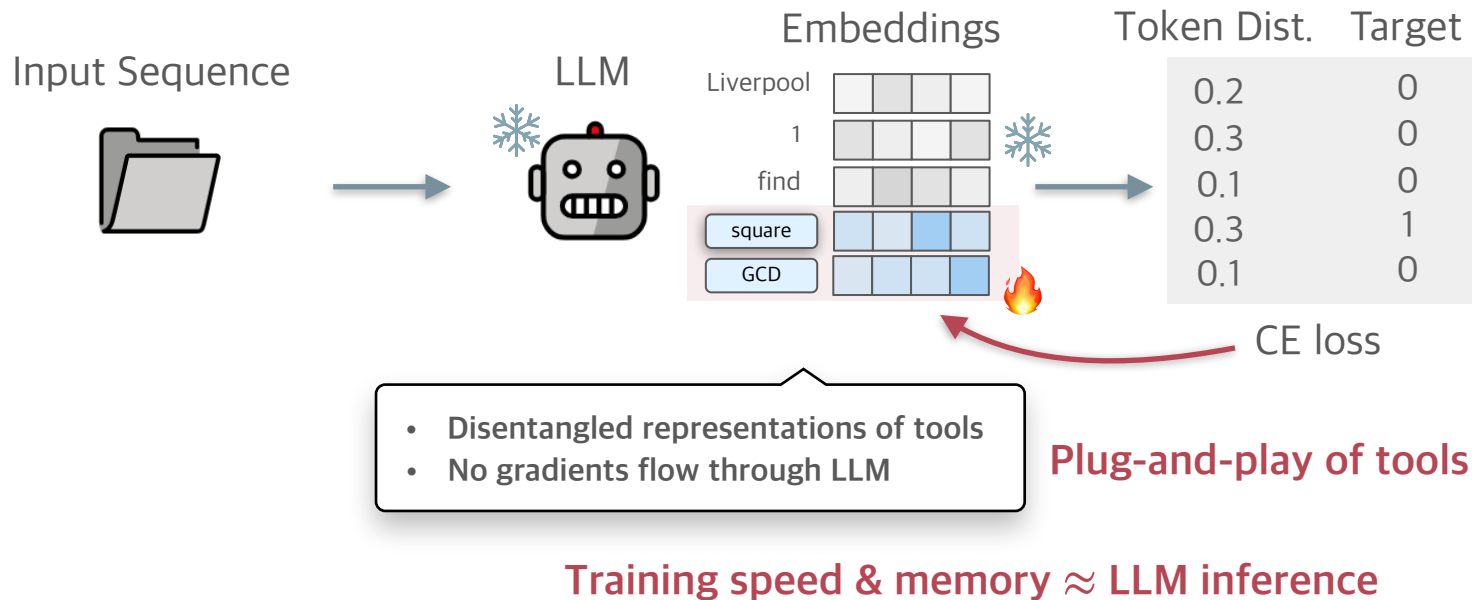 Input Sequence
LLM
Embeddings
Token Dist.
Target
Liverpool
1
find
square
GCD
0.2 0
0.3 0
0.1 0
0.3 1
0.1 0
CE loss
• Disentangled representations of tools
• No gradients flow through LLM
Plug-and-play of tools
Training speed & memory ≈ LLM inference